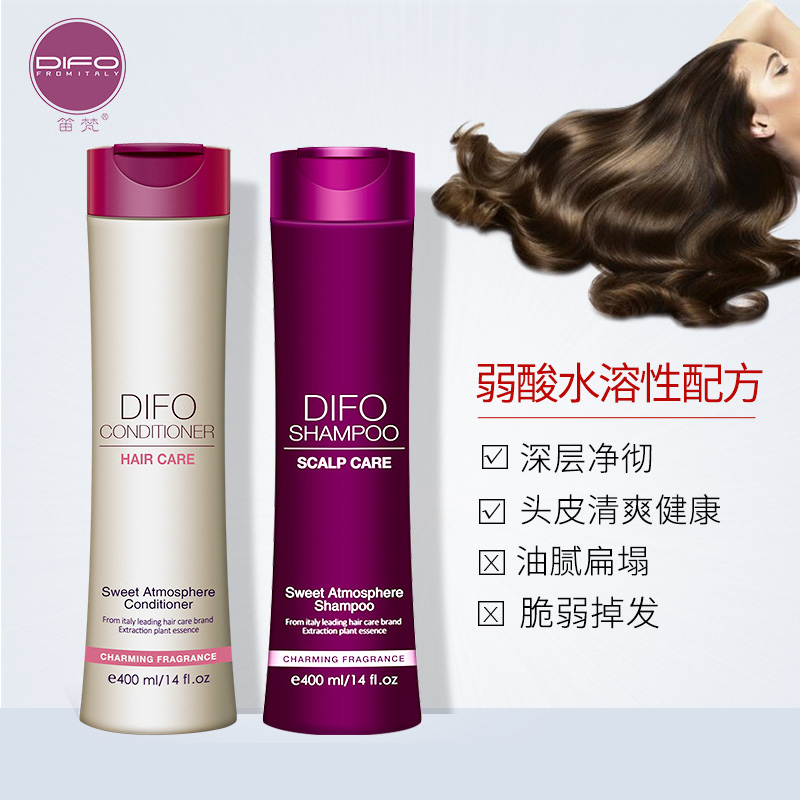 DIFO
FROMITALY
笛梵®
DIFO
CONDITIONER
HAIR CARE
Sweet Atmosphere
Conditioner
From italy leading hair care brand
Extraction plant essence
CHARMING FRAGRANCE
e400 ml/14 fl.oz
DIFO
SHAMPOO
SCALP CARE
Sweet Atmosphere
Shampoo
From italy leading hair care brand
Extraction plant essence
CHARMING FRAGRANCE
e400 ml/14 fl.oz
弱酸水溶性配方
☑ 深层净彻
☑ 头皮清爽健康
☒ 油腻扁塌
☒ 脆弱掉发